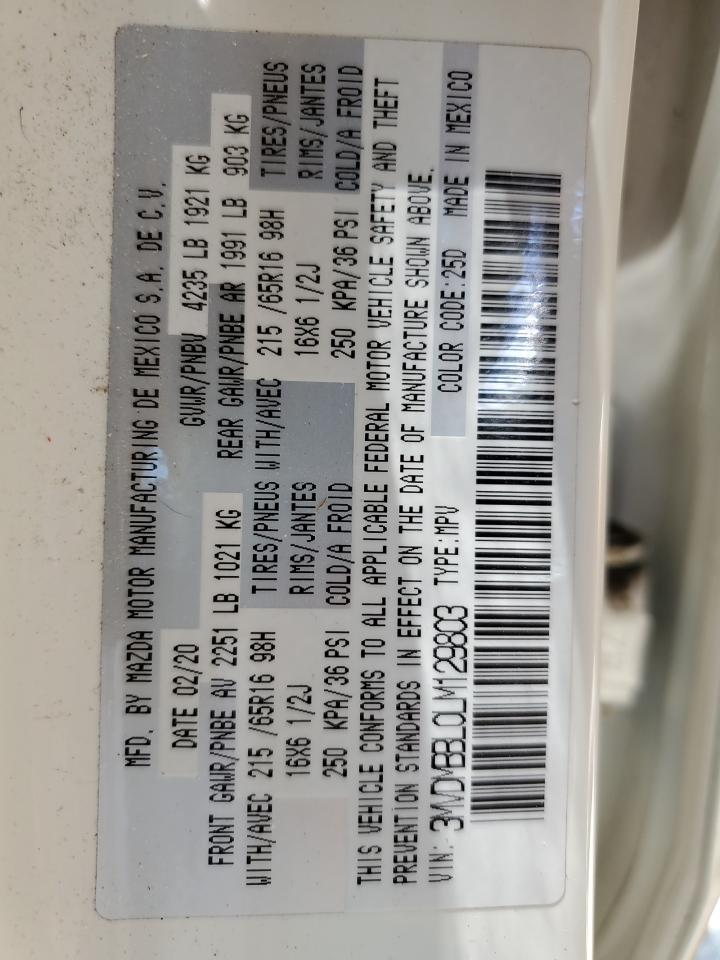 MFD. BY MAZDA MOTOR MANUFACTURING DE MEXICO S.A. DE C.V.
DATE 02/20 GVWR/PNBV 4235 LB 1921 KG
FRONT GAWR/PNBE AV 2251 LB 1021 KG REAR GAWR/PNBE AR 1991 LB 903 KG
WITH/AVEC 215 /65R16 98H TIRES/PNEUS WITH/AVEC 215 /65R16 98H TIRES/PNEUS
16X6 1/2J RIMS/JANTES 16X6 1/2J RIMS/JANTES
250 KPA/36 PSI COLD/A FROID 250 KPA/36 PSI COLD/A FROID
THIS VEHICLE CONFORMS TO ALL APPLICABLE FEDERAL MOTOR VEHICLE SAFETY AND THEFT
PREVENTION STANDARDS IN EFFECT ON THE DATE OF MANUFACTURE SHOWN ABOVE.
VIN: 3MVDMBBL0LM129803 TYPE:MPV COLOR CODE:25D MADE IN MEXICO